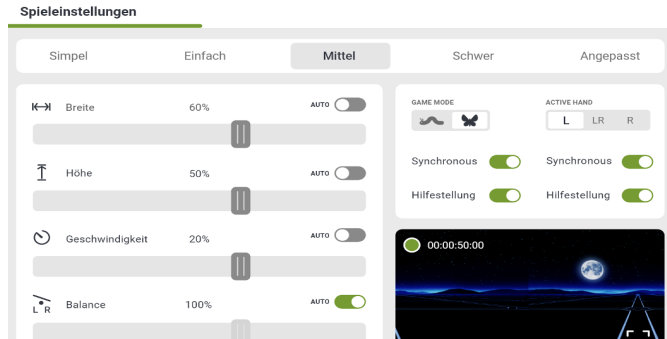 Spieleinstellungen
Simpel Einfach Mittel Schwer Angepasst
Breite 60% AUTO
Höhe 50% AUTO
Geschwindigkeit 20% AUTO
L R Balance 100% AUTO
GAME MODE ACTIVE HAND
L LR R
Synchronous Synchronous
Hilfestellung Hilfestellung
00:00:50:00